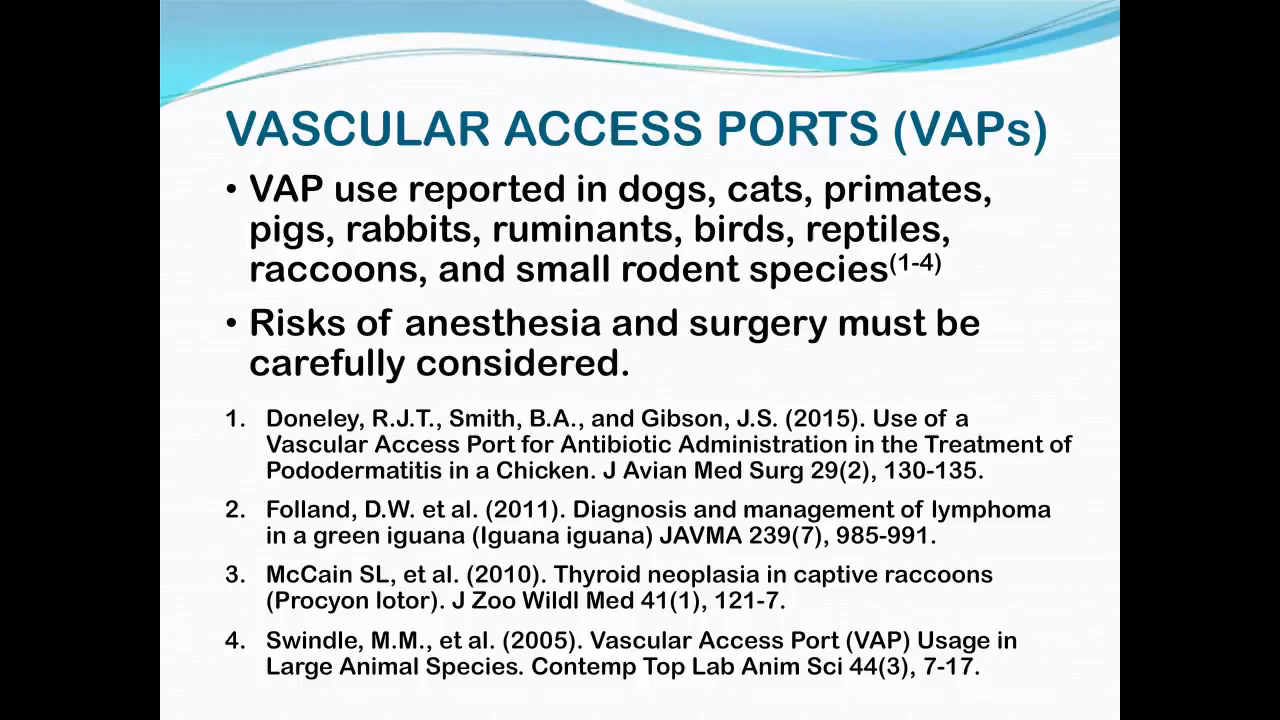 VASCULAR ACCESS PORTS (VAPs)
• VAP use reported in dogs, cats, primates,
pigs, rabbits, ruminants, birds, reptiles,
raccoons, and small rodent species(1-4)
• Risks of anesthesia and surgery must be
carefully considered.
1. Doneley, R.J.T., Smith, B.A., and Gibson, J.S. (2015). Use of a
Vascular Access Port for Antibiotic Administration in the Treatment of
Pododermatitis in a Chicken. J Avian Med Surg 29(2), 130-135.
2. Folland, D.W. et al. (2011). Diagnosis and management of lymphoma
in a green iguana (Iguana iguana) JAVMA 239(7), 985-991.
3. McCain SL, et al. (2010). Thyroid neoplasia in captive raccoons
(Procyon lotor). J Zoo Wildl Med 41(1), 121-7.
4. Swindle, M.M., et al. (2005). Vascular Access Port (VAP) Usage in
Large Animal Species. Contemp Top Lab Anim Sci 44(3), 7-17.